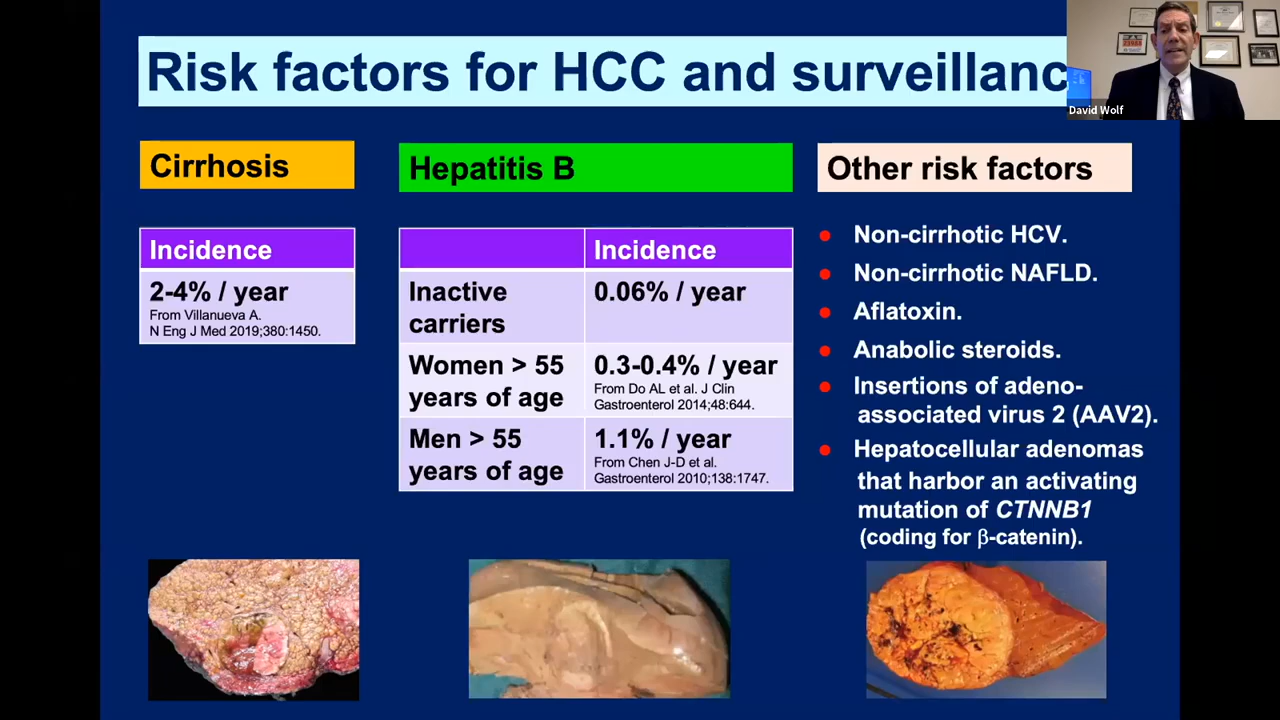 Risk factors for HCC and surveillanc
David Wolf
Cirrhosis
Incidence
2-4% / year
From Villanueva A.
N Eng J Med 2019;380:1450.
Hepatitis B
Incidence
Inactive
carriers
0.06% / year
Women > 55
years of age
0.3-0.4% / year
From Do AL et al. J Clin
Gastroenterol 2014;48:644.
Men > 55
years of age
1.1% / year
From Chen J-D et al.
Gastroenterol 2010;138:1747.
Other risk factors
● Non-cirrhotic HCV.
● Non-cirrhotic NAFLD.
● Aflatoxin.
● Anabolic steroids.
● Insertions of adeno-
associated virus 2 (AAV2).
● Hepatocellular adenomas
that harbor an activating
mutation of CTNNB1
(coding for β-catenin).